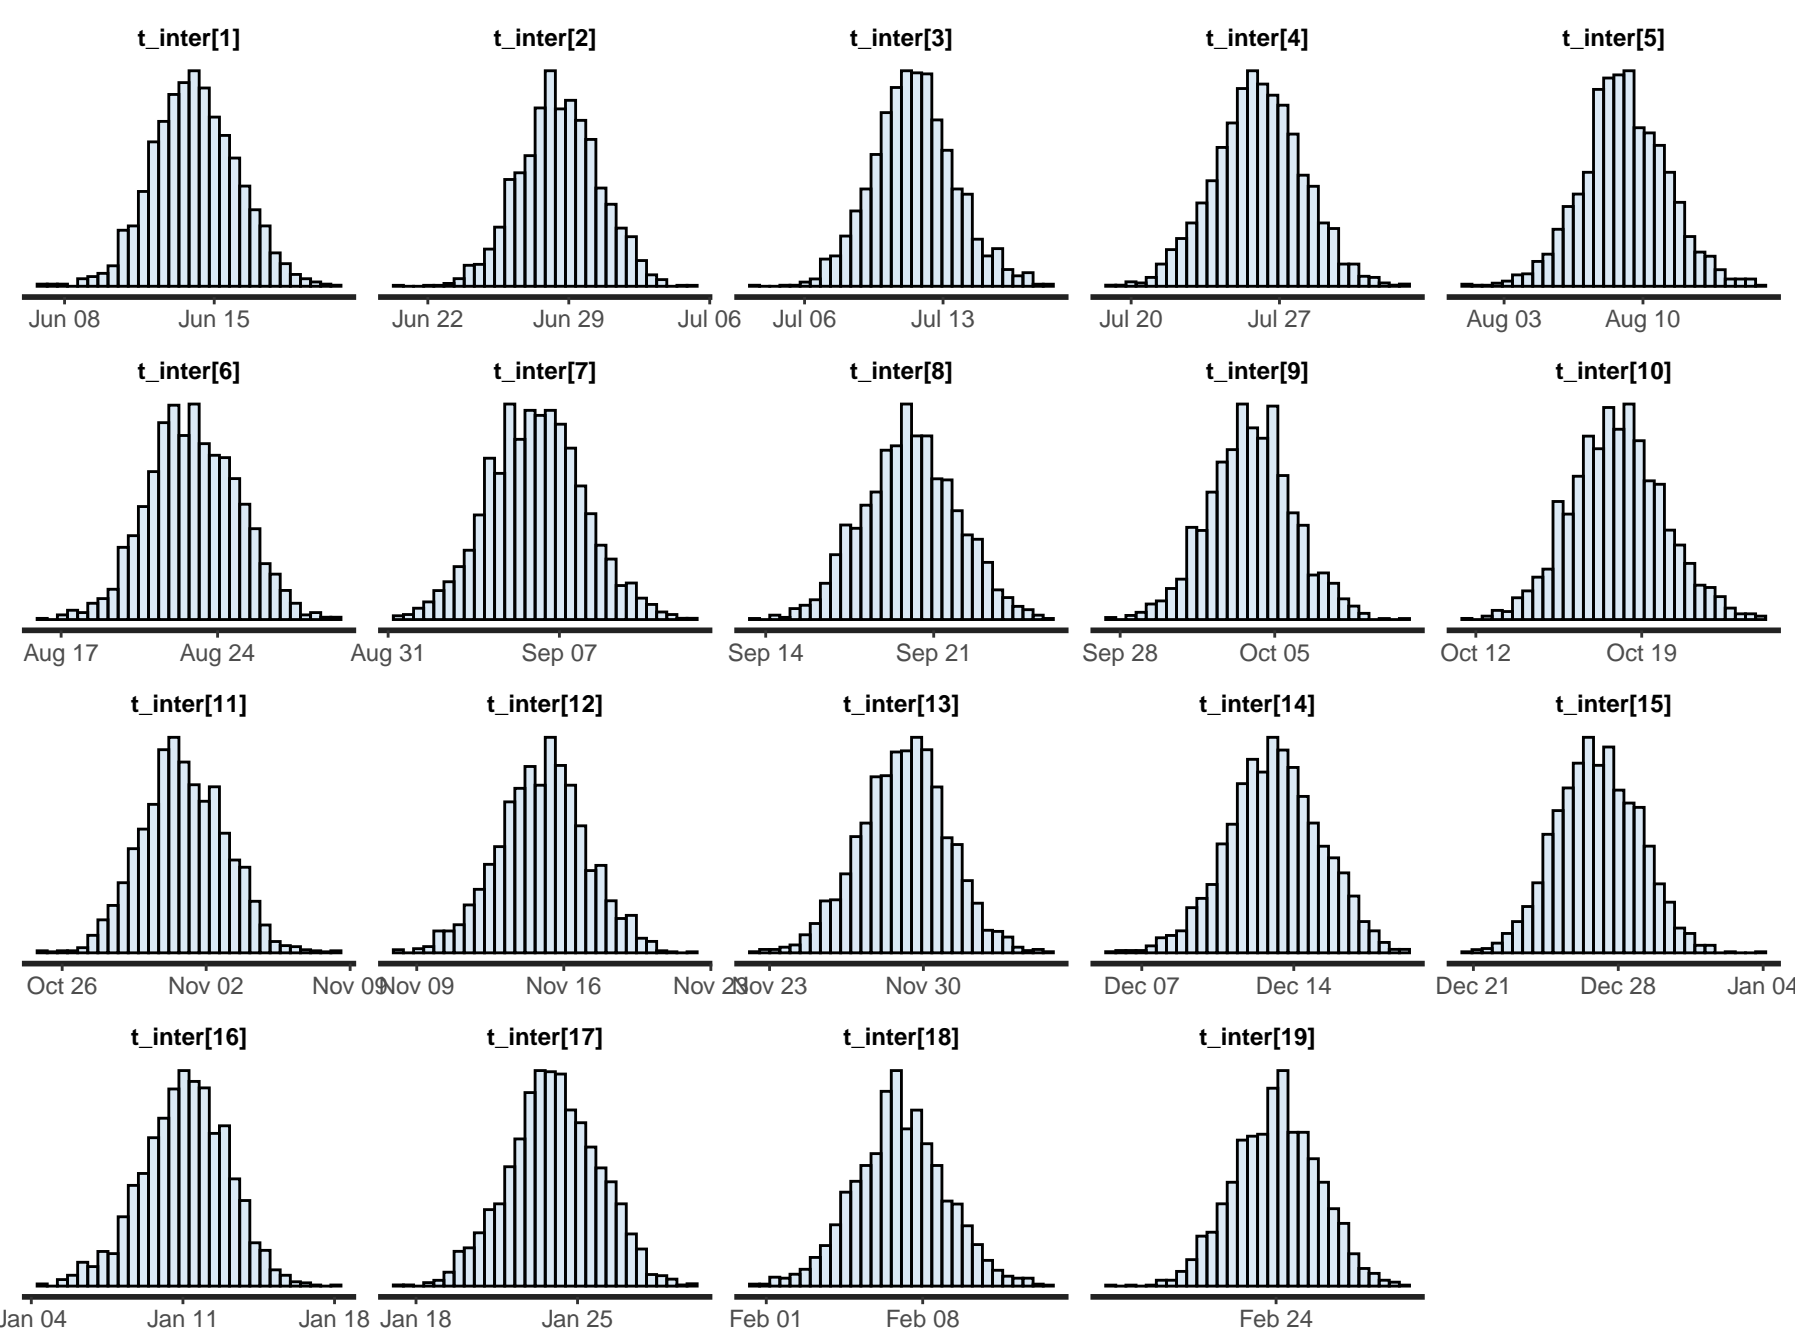 t_inter[1] t_inter[2] t_inter[3] t_inter[4] t_inter[5]
Jun 08 Jun 15 Jun 22 Jun 29 Jul 06 Jul 06 Jul 13 Jul 20 Jul 27 Aug 03 Aug 10
t_inter[6] t_inter[7] t_inter[8] t_inter[9] t_inter[10]
Aug 17 Aug 24 Aug 31 Sep 07 Sep 14 Sep 21 Sep 28 Oct 05 Oct 12 Oct 19
t_inter[11] t_inter[12] t_inter[13] t_inter[14] t_inter[15]
Oct 26 Nov 02 Nov 09 Nov 09 Nov 16 Nov 23 Nov 23 Nov 30 Dec 07 Dec 14 Dec 21 Dec 28 Jan 04
t_inter[16] t_inter[17] t_inter[18] t_inter[19]
Jan 04 Jan 11 Jan 18 Jan 18 Jan 25 Feb 01 Feb 08 Feb 24